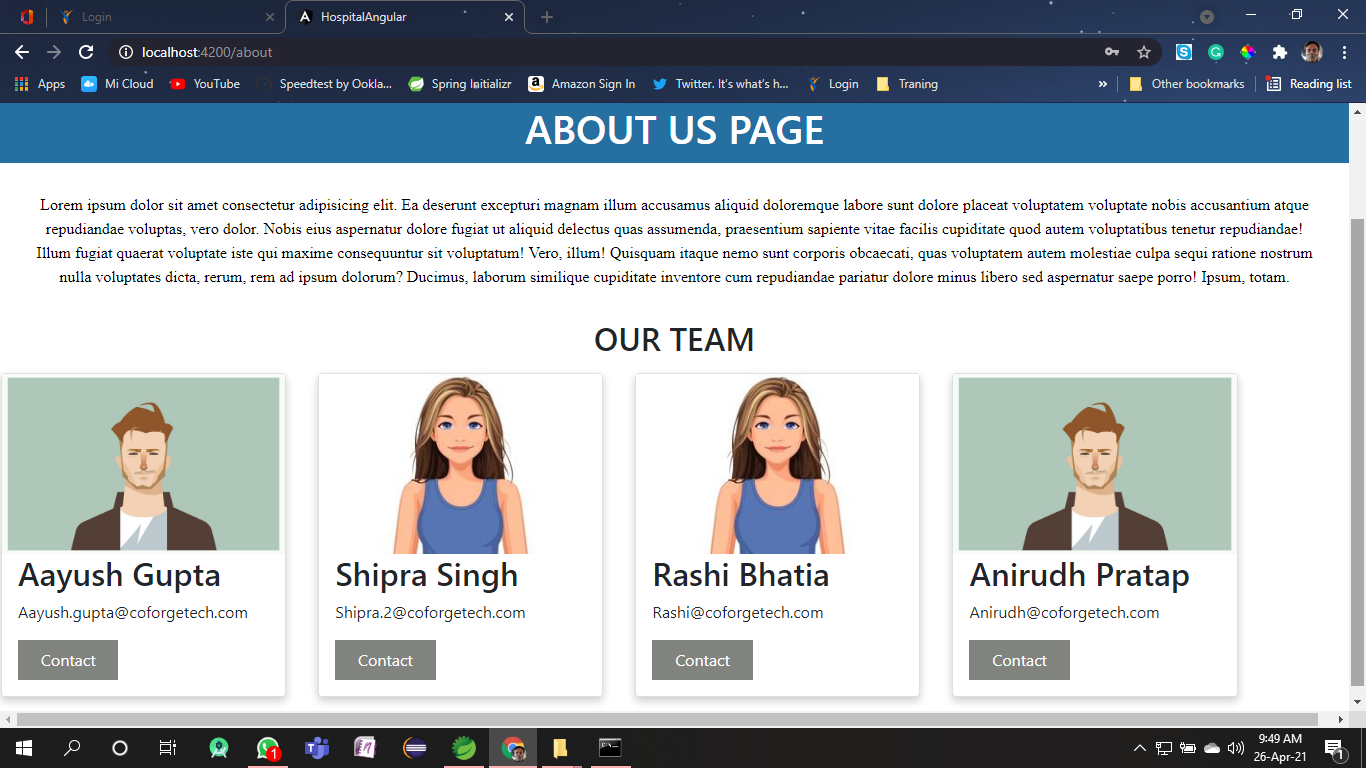 Login
HospitalAngular
localhost:4200/about
Apps
Mi Cloud
YouTube
Speedtest by Ookla...
Spring Initializr
Amazon Sign In
Twitter. It's what's h...
Login
Traning
»
Other bookmarks
Reading list
ABOUT US PAGE
Lorem ipsum dolor sit amet consectetur adipisicing elit. Ea deserunt excepturi magnam illum accusamus aliquid doloremque labore sunt dolore placeat voluptatem voluptate nobis accusantium atque
repudiandae voluptas, vero dolor. Nobis eius aspernatur dolore fugiat ut aliquid delectus quas assumenda, praesentium sapiente vitae facilis cupiditate quod autem voluptatibus tenetur repudiandae!
Illum fugiat quaerat voluptate iste qui maxime consequuntur sit voluptatum! Vero, illum! Quisquam itaque nemo sunt corporis obcaecati, quas voluptatem autem molestiae culpa sequi ratione nostrum
nulla voluptates dicta, rerum, rem ad ipsum dolorum? Ducimus, laborum similique cupiditate inventore cum repudiandae pariatur dolore minus libero sed aspernatur saepe porro! Ipsum, totam.
OUR TEAM
Aayush Gupta
Aayush.gupta@coforgetech.com
Contact
Shipra Singh
Shipra.2@coforgetech.com
Contact
Rashi Bhatia
Rashi@coforgetech.com
Contact
Anirudh Pratap
Anirudh@coforgetech.com
Contact
1
9:49 AM
26-Apr-21
1